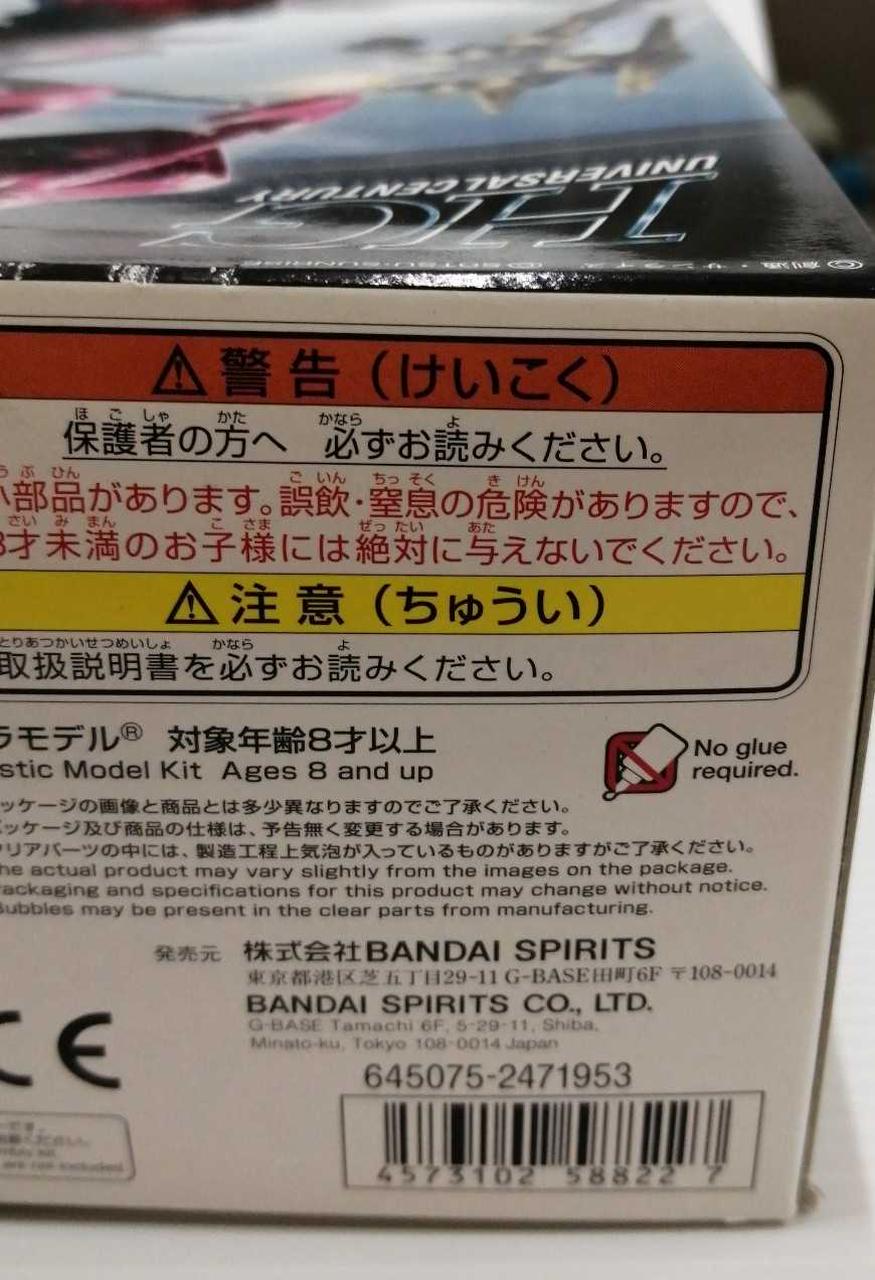 HG
UNIVERSAL CENTURY
©創通・サンライズ ©SOTSU・SUNRISE
⚠警告（けいこく）
保護者の方へ 必ずお読みください。
部品があります。誤飲・窒息の危険がありますので、
3才未満のお子様には絶対に与えないでください。
⚠注意（ちゅうい）
取扱説明書を必ずお読みください。
ラモデル® 対象年齢8才以上
stic Model Kit Ages 8 and up
No glue
required.
ッケージの画像と商品とは多少異なりますのでご了承ください。
ッケージ及び商品の仕様は、予告無く変更する場合があります。
リアパーツの中には、製造工程上気泡が入っているものがありますがご了承ください。
he actual product may vary slightly from the images on the package.
ackaging and specifications for this product may change without notice.
ubbles may be present in the clear parts from manufacturing.
発売元 株式会社BANDAI SPIRITS
東京都港区芝五丁目29-11 G-BASE田町6F 〒108-0014
BANDAI SPIRITS CO., LTD.
G-BASE Tamachi 6F, 5-29-11, Shiba,
Minato-ku, Tokyo 108-0014 Japan
CE
645075-2471953
4573102 58822 7
are not included